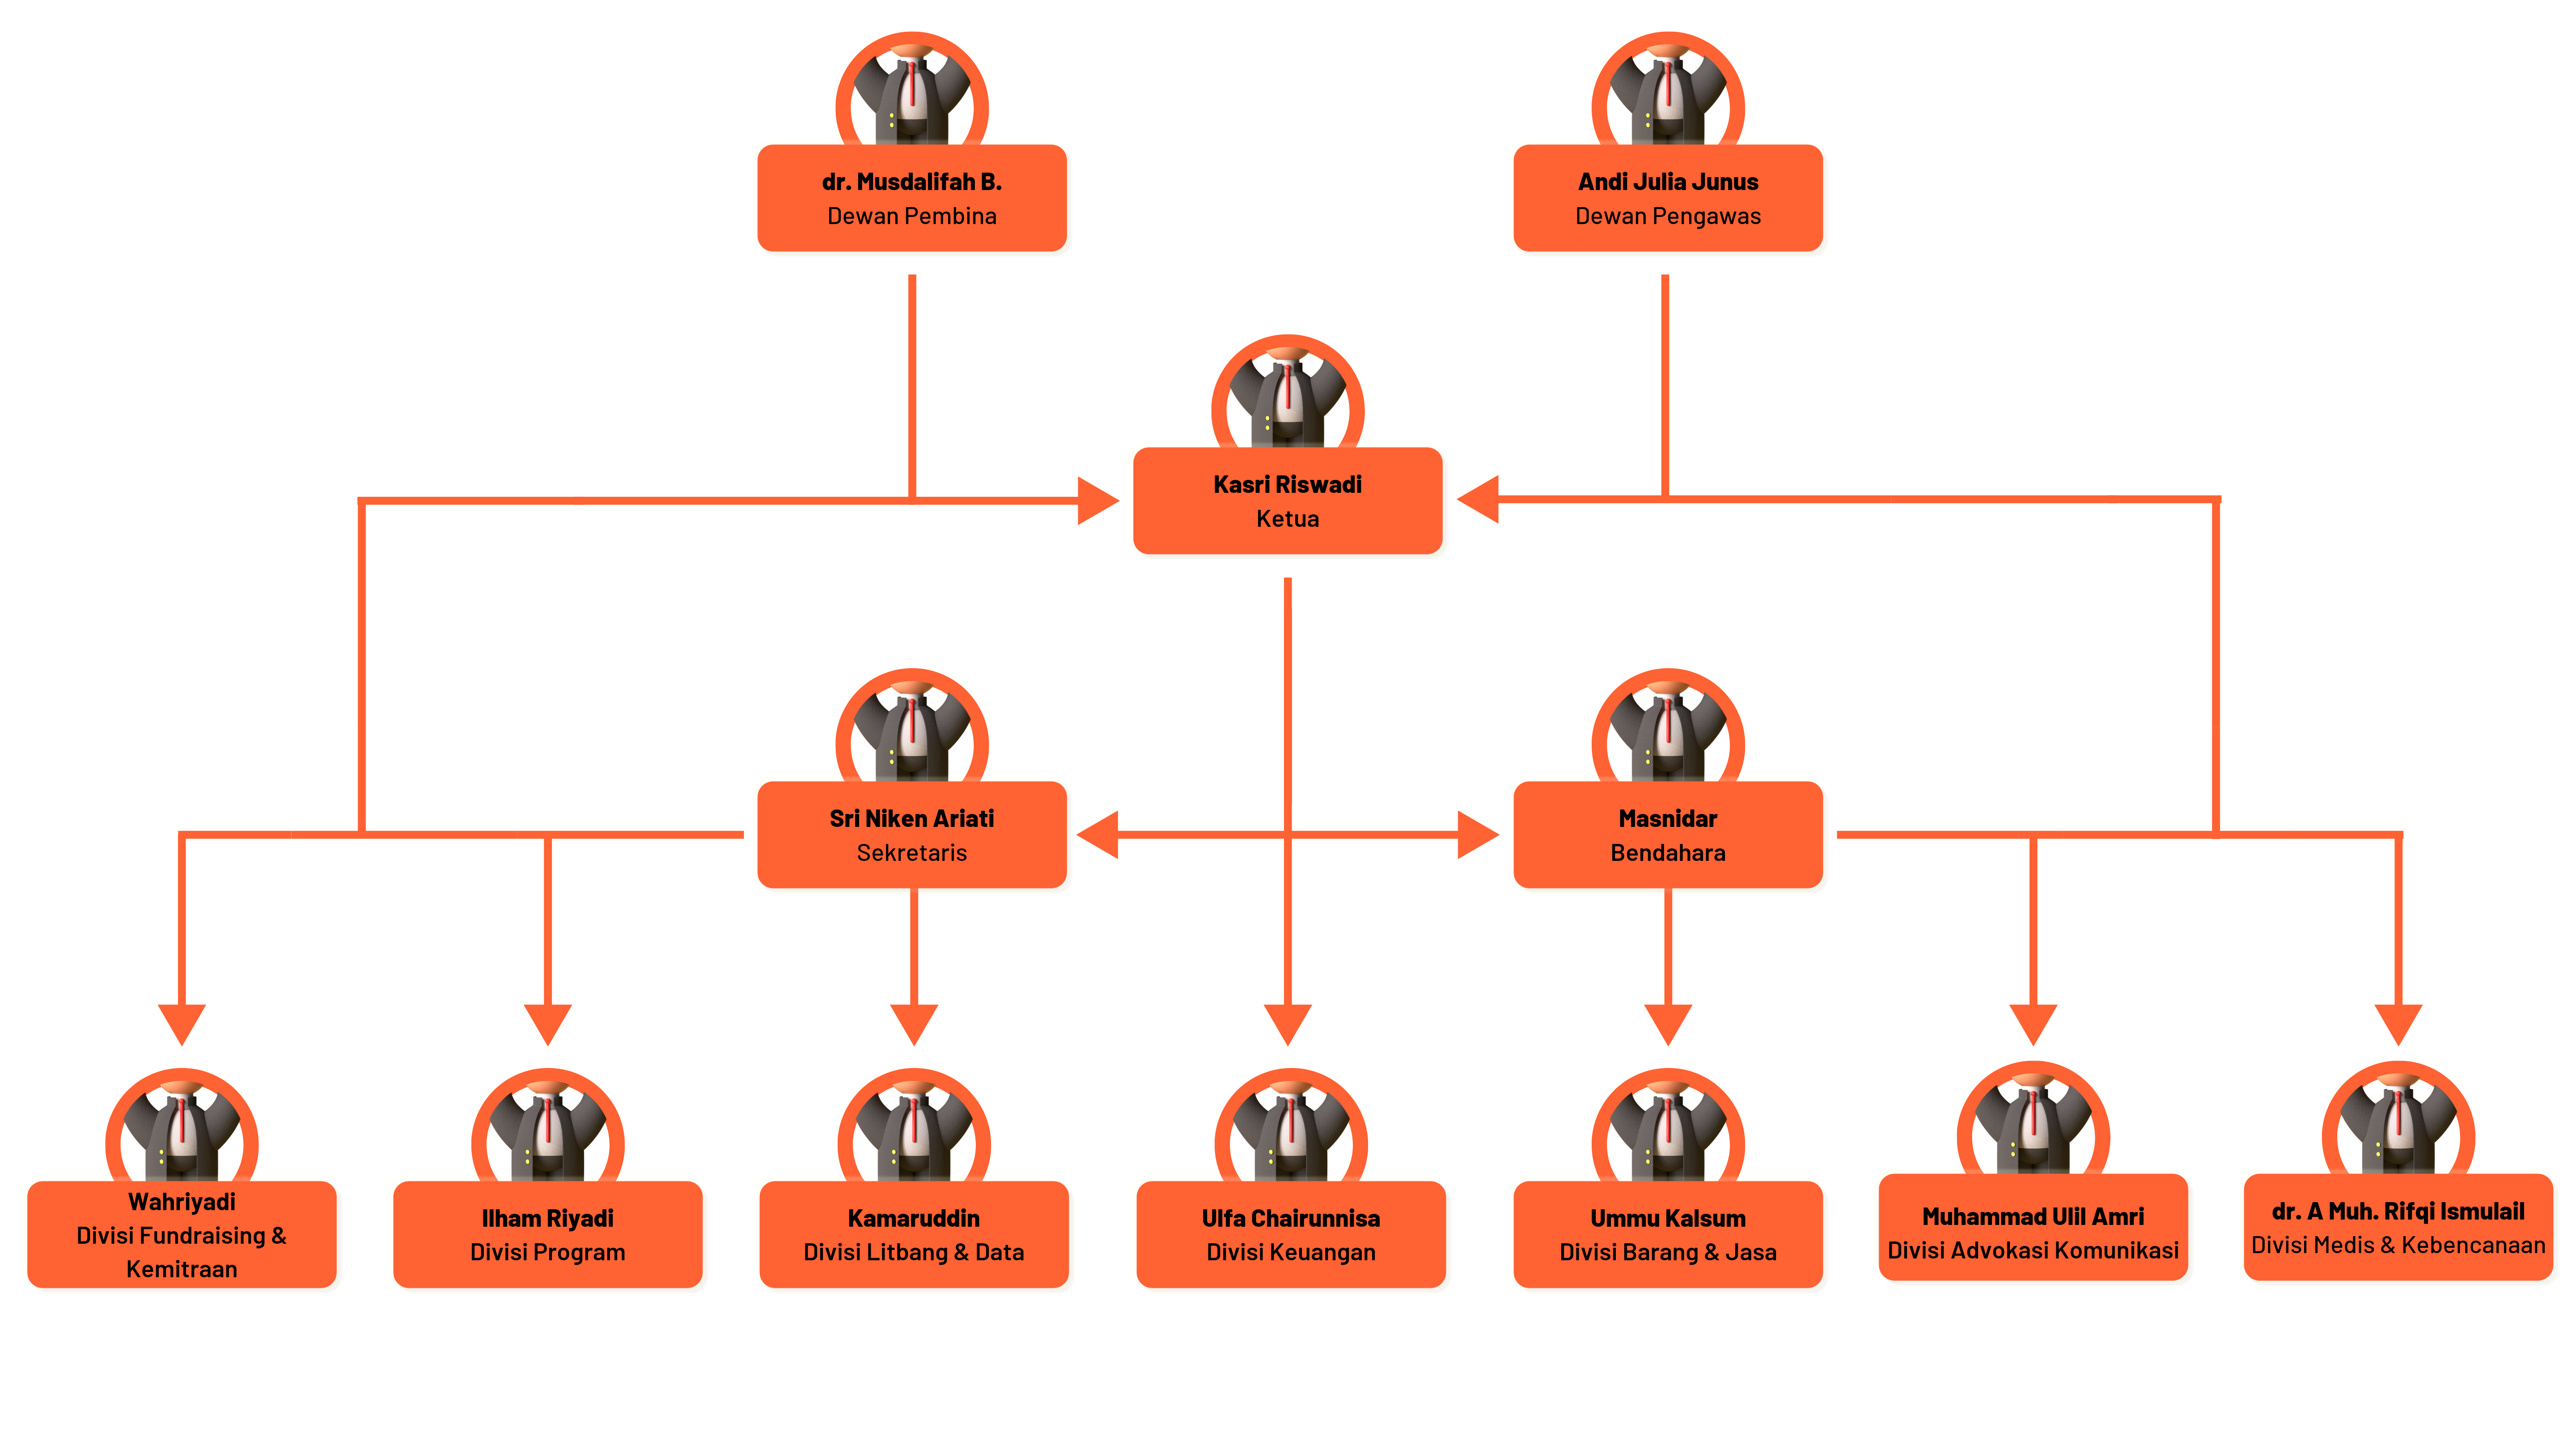 dr. Musdalifah B.
Dewan Pembina
Andi Julia Junus
Dewan Pengawas
Kasri Riswadi
Ketua
Sri Niken Ariati
Sekretaris
Masnidar
Bendahara
Wahriyadi
Divisi Fundraising &
Kemitraan
Ilham Riyadi
Divisi Program
Kamaruddin
Divisi Litbang & Data
Ulfa Chairunnisa
Divisi Keuangan
Ummu Kalsum
Divisi Barang & Jasa
Muhammad Ulil Amri
Divisi Advokasi Komunikasi
dr. A Muh. Rifqi Ismulail
Divisi Medis & Kebencanaan